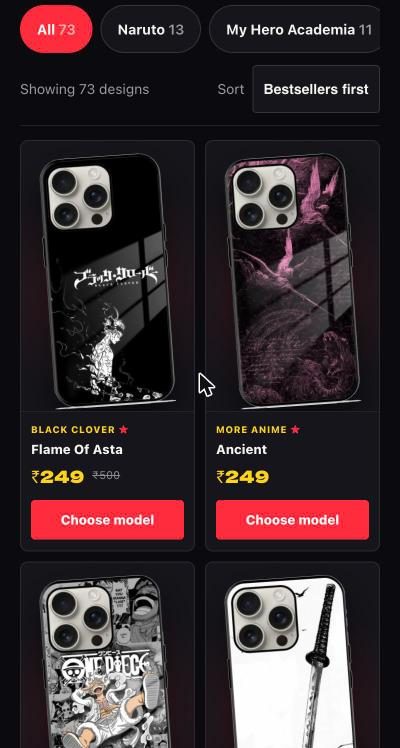 All 73
Naruto 13
My Hero Academia 11
Showing 73 designs
Sort
Bestsellers first
ブラック・クローバー
BLACK CLOVER
BLACK CLOVER
Flame Of Asta
₹249 ₹500
Choose model
MORE ANIME
Ancient
₹249
Choose model
ONE PIECE